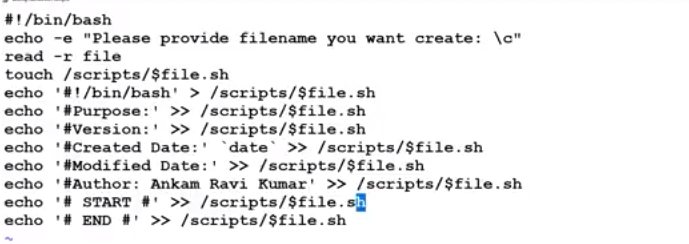 #!/bin/bash
echo -e "Please provide filename you want create: \c"
read -r file
touch /scripts/$file.sh
echo '#!/bin/bash' > /scripts/$file.sh
echo '#Purpose:' >> /scripts/$file.sh
echo '#Version:' >> /scripts/$file.sh
echo '#Created Date:' `date` >> /scripts/$file.sh
echo '#Modified Date:' >> /scripts/$file.sh
echo '#Author: Ankam Ravi Kumar' >> /scripts/$file.sh
echo '# START #' >> /scripts/$file.sh
echo '# END #' >> /scripts/$file.sh
~